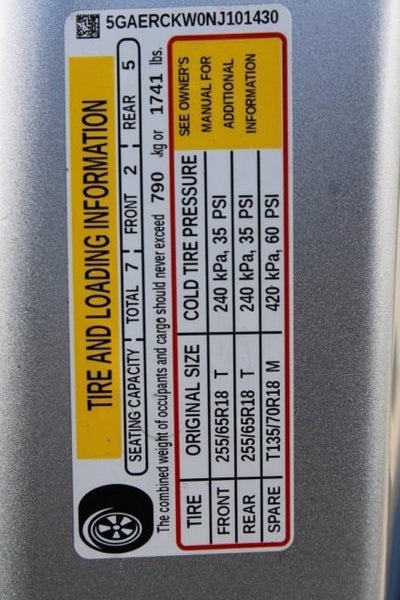 5GAERCKW0NJ101430
TIRE AND LOADING INFORMATION
SEATING CAPACITY TOTAL 7 FRONT 2 REAR 5
The combined weight of occupants and cargo should never exceed 790 kg or 1741 lbs.
TIRE ORIGINAL SIZE COLD TIRE PRESSURE
FRONT 255/65R18 T 240 kPa, 35 PSI
REAR 255/65R18 T 240 kPa, 35 PSI
SPARE T135/70R18 M 420 kPa, 60 PSI
SEE OWNER'S
MANUAL FOR
ADDITIONAL
INFORMATION